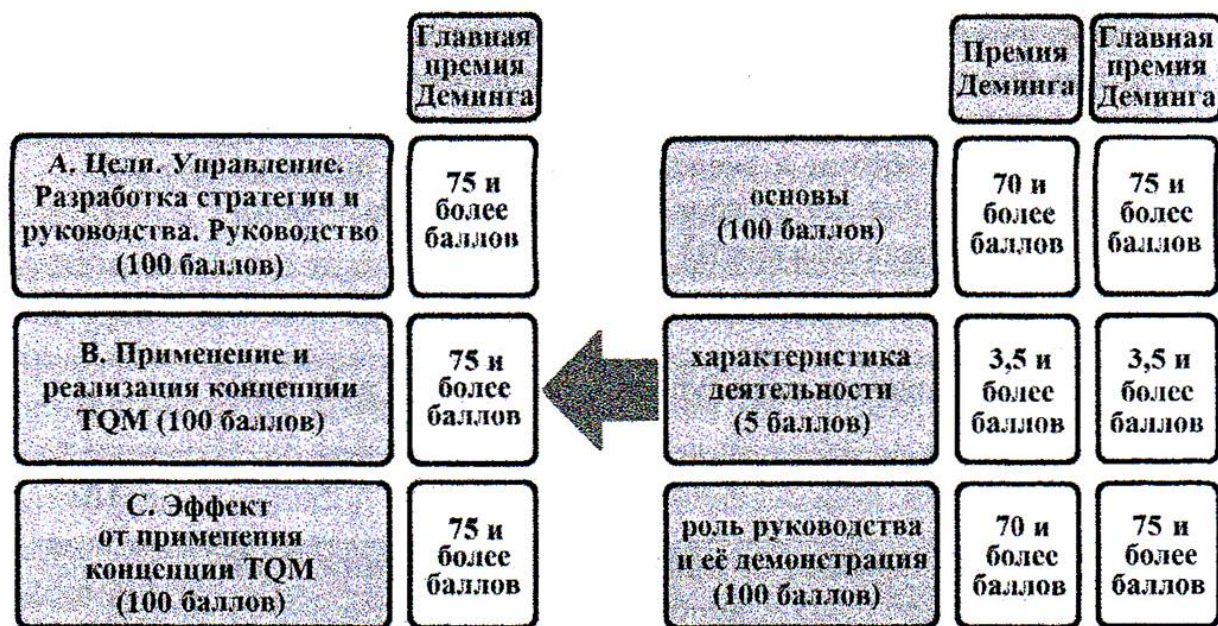 Главная
премия
Деминга
Премия
Деминга
Главная
премия
Деминга
А. Цели. Управление.
Разработка стратегии и
руководства. Руководство
(100 баллов)
75 и
более
баллов
основы
(100 баллов)
70 и
более
баллов
75 и
более
баллов
В. Применение и
реализация концепции
TQM (100 баллов)
75 и
более
баллов
характеристика
деятельности
(5 баллов)
3,5 и
более
баллов
3,5 и
более
баллов
С. Эффект
от применения
концепции TQM
(100 баллов)
75 и
более
баллов
роль руководства
и её демонстрация
(100 баллов)
70 и
более
баллов
75 и
более
баллов